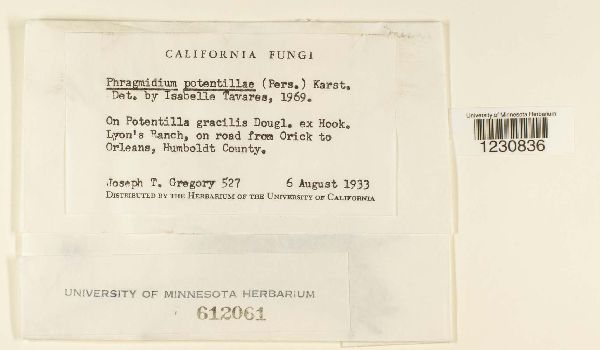 CALIFORNIA FUNGI
Phragmidium potentillae (Pers.) Karst.
Det. by Isabelle Tavares, 1969.
On Potentilla gracilis Dougl. ex Hook.
Lyon's Ranch, on road from Orick to
Orleans, Humboldt County.
Joseph T. Gregory 527 6 August 1933
DISTRIBUTED BY THE HERBARIUM OF THE UNIVERSITY OF CALIFORNIA
University of Minnesota Herbarium
1230836
UNIVERSITY OF MINNESOTA HERBARIUM
612061